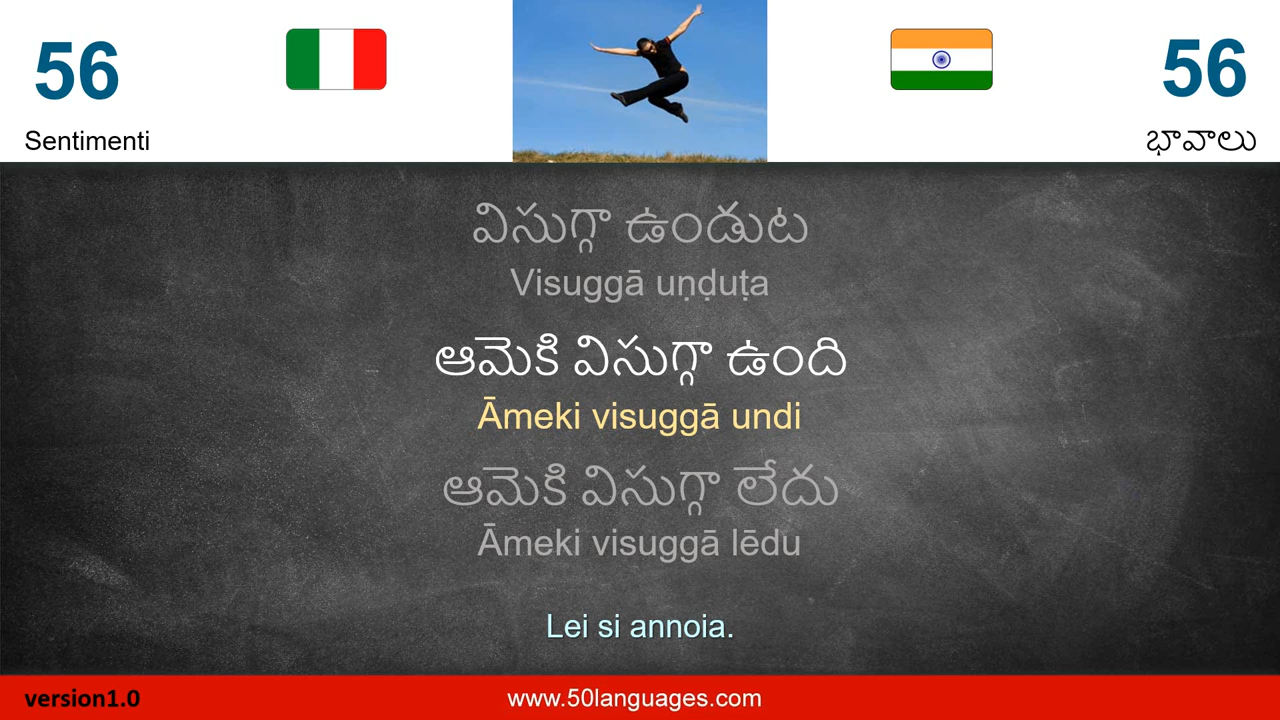 56
56
Sentimenti
భావాలు
విసుగ్గా ఉండుట
Visuggā uṇḍuṭa
ఆమెకి విసుగ్గా ఉంది
Āmeki visuggā undi
ఆమెకి విసుగ్గా లేదు
Āmeki visuggā lēdu
Lei si annoia.
version1.0
www.50languages.com